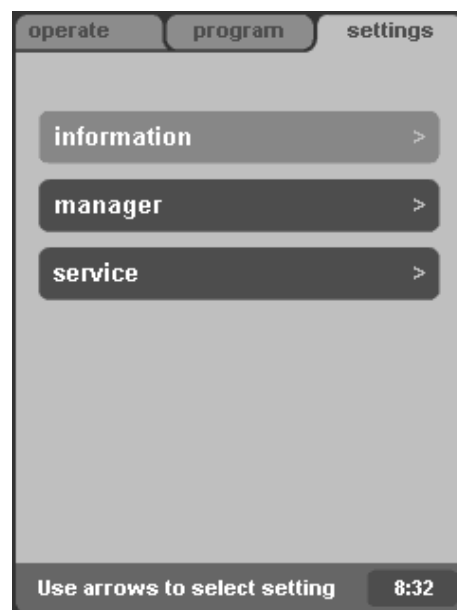 operate program settings
information >
manager >
service >
Use arrows to select setting 8:32